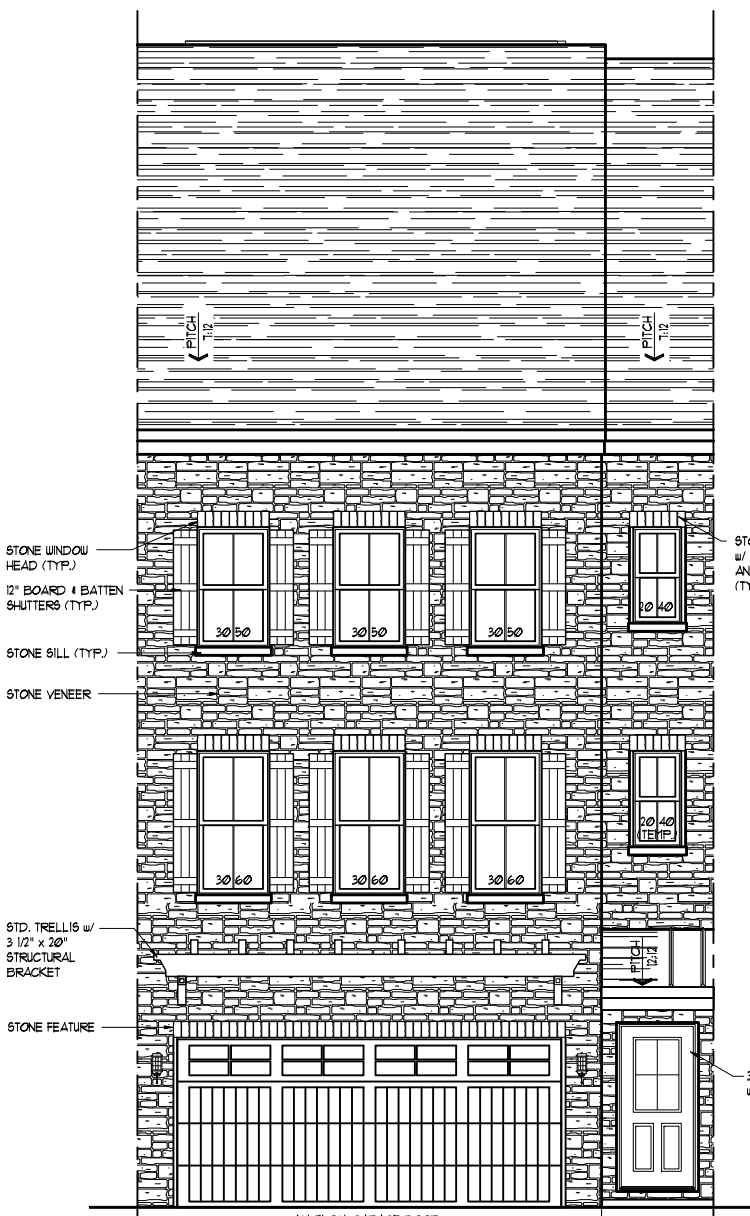 PITCH
7:12
PITCH
7:12
STONE WINDOW
HEAD (TYP.)
12" BOARD & BATTEN
SHUTTERS (TYP.)
STONE SILL (TYP.)
STONE VENEER
30 50
30 50
30 50
20 40
W/
30 60
30 60
30 60
20 40
(TEMP.)
STD. TRELLIS W/
3 1/2" x 20"
STRUCTURAL
BRACKET
PITCH
12:12
STONE FEATURE